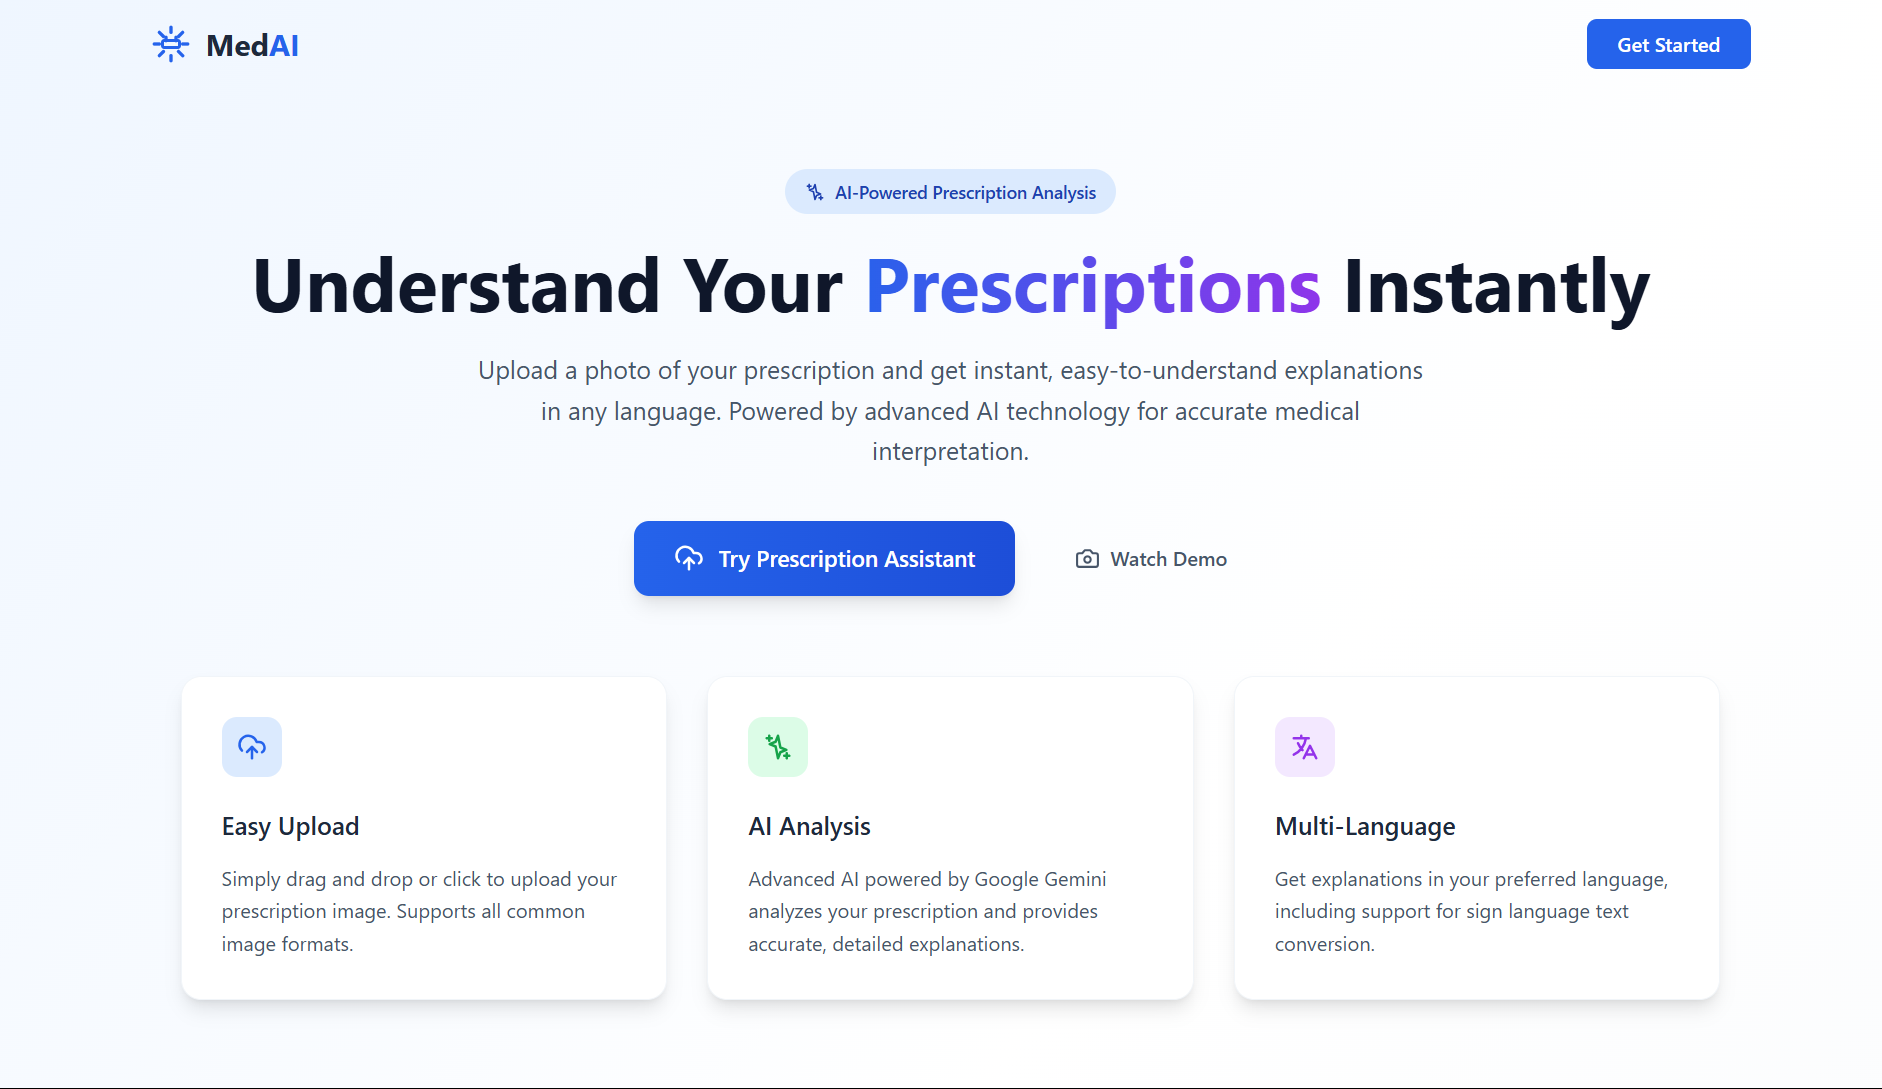 MedAI
Get Started
AI-Powered Prescription Analysis
Understand Your Prescriptions Instantly
Upload a photo of your prescription and get instant, easy-to-understand explanations
in any language. Powered by advanced AI technology for accurate medical
interpretation.
Try Prescription Assistant
Watch Demo
Easy Upload
Simply drag and drop or click to upload your
prescription image. Supports all common
image formats.
AI Analysis
Advanced AI powered by Google Gemini
analyzes your prescription and provides
accurate, detailed explanations.
Multi-Language
Get explanations in your preferred language,
including support for sign language text
conversion.